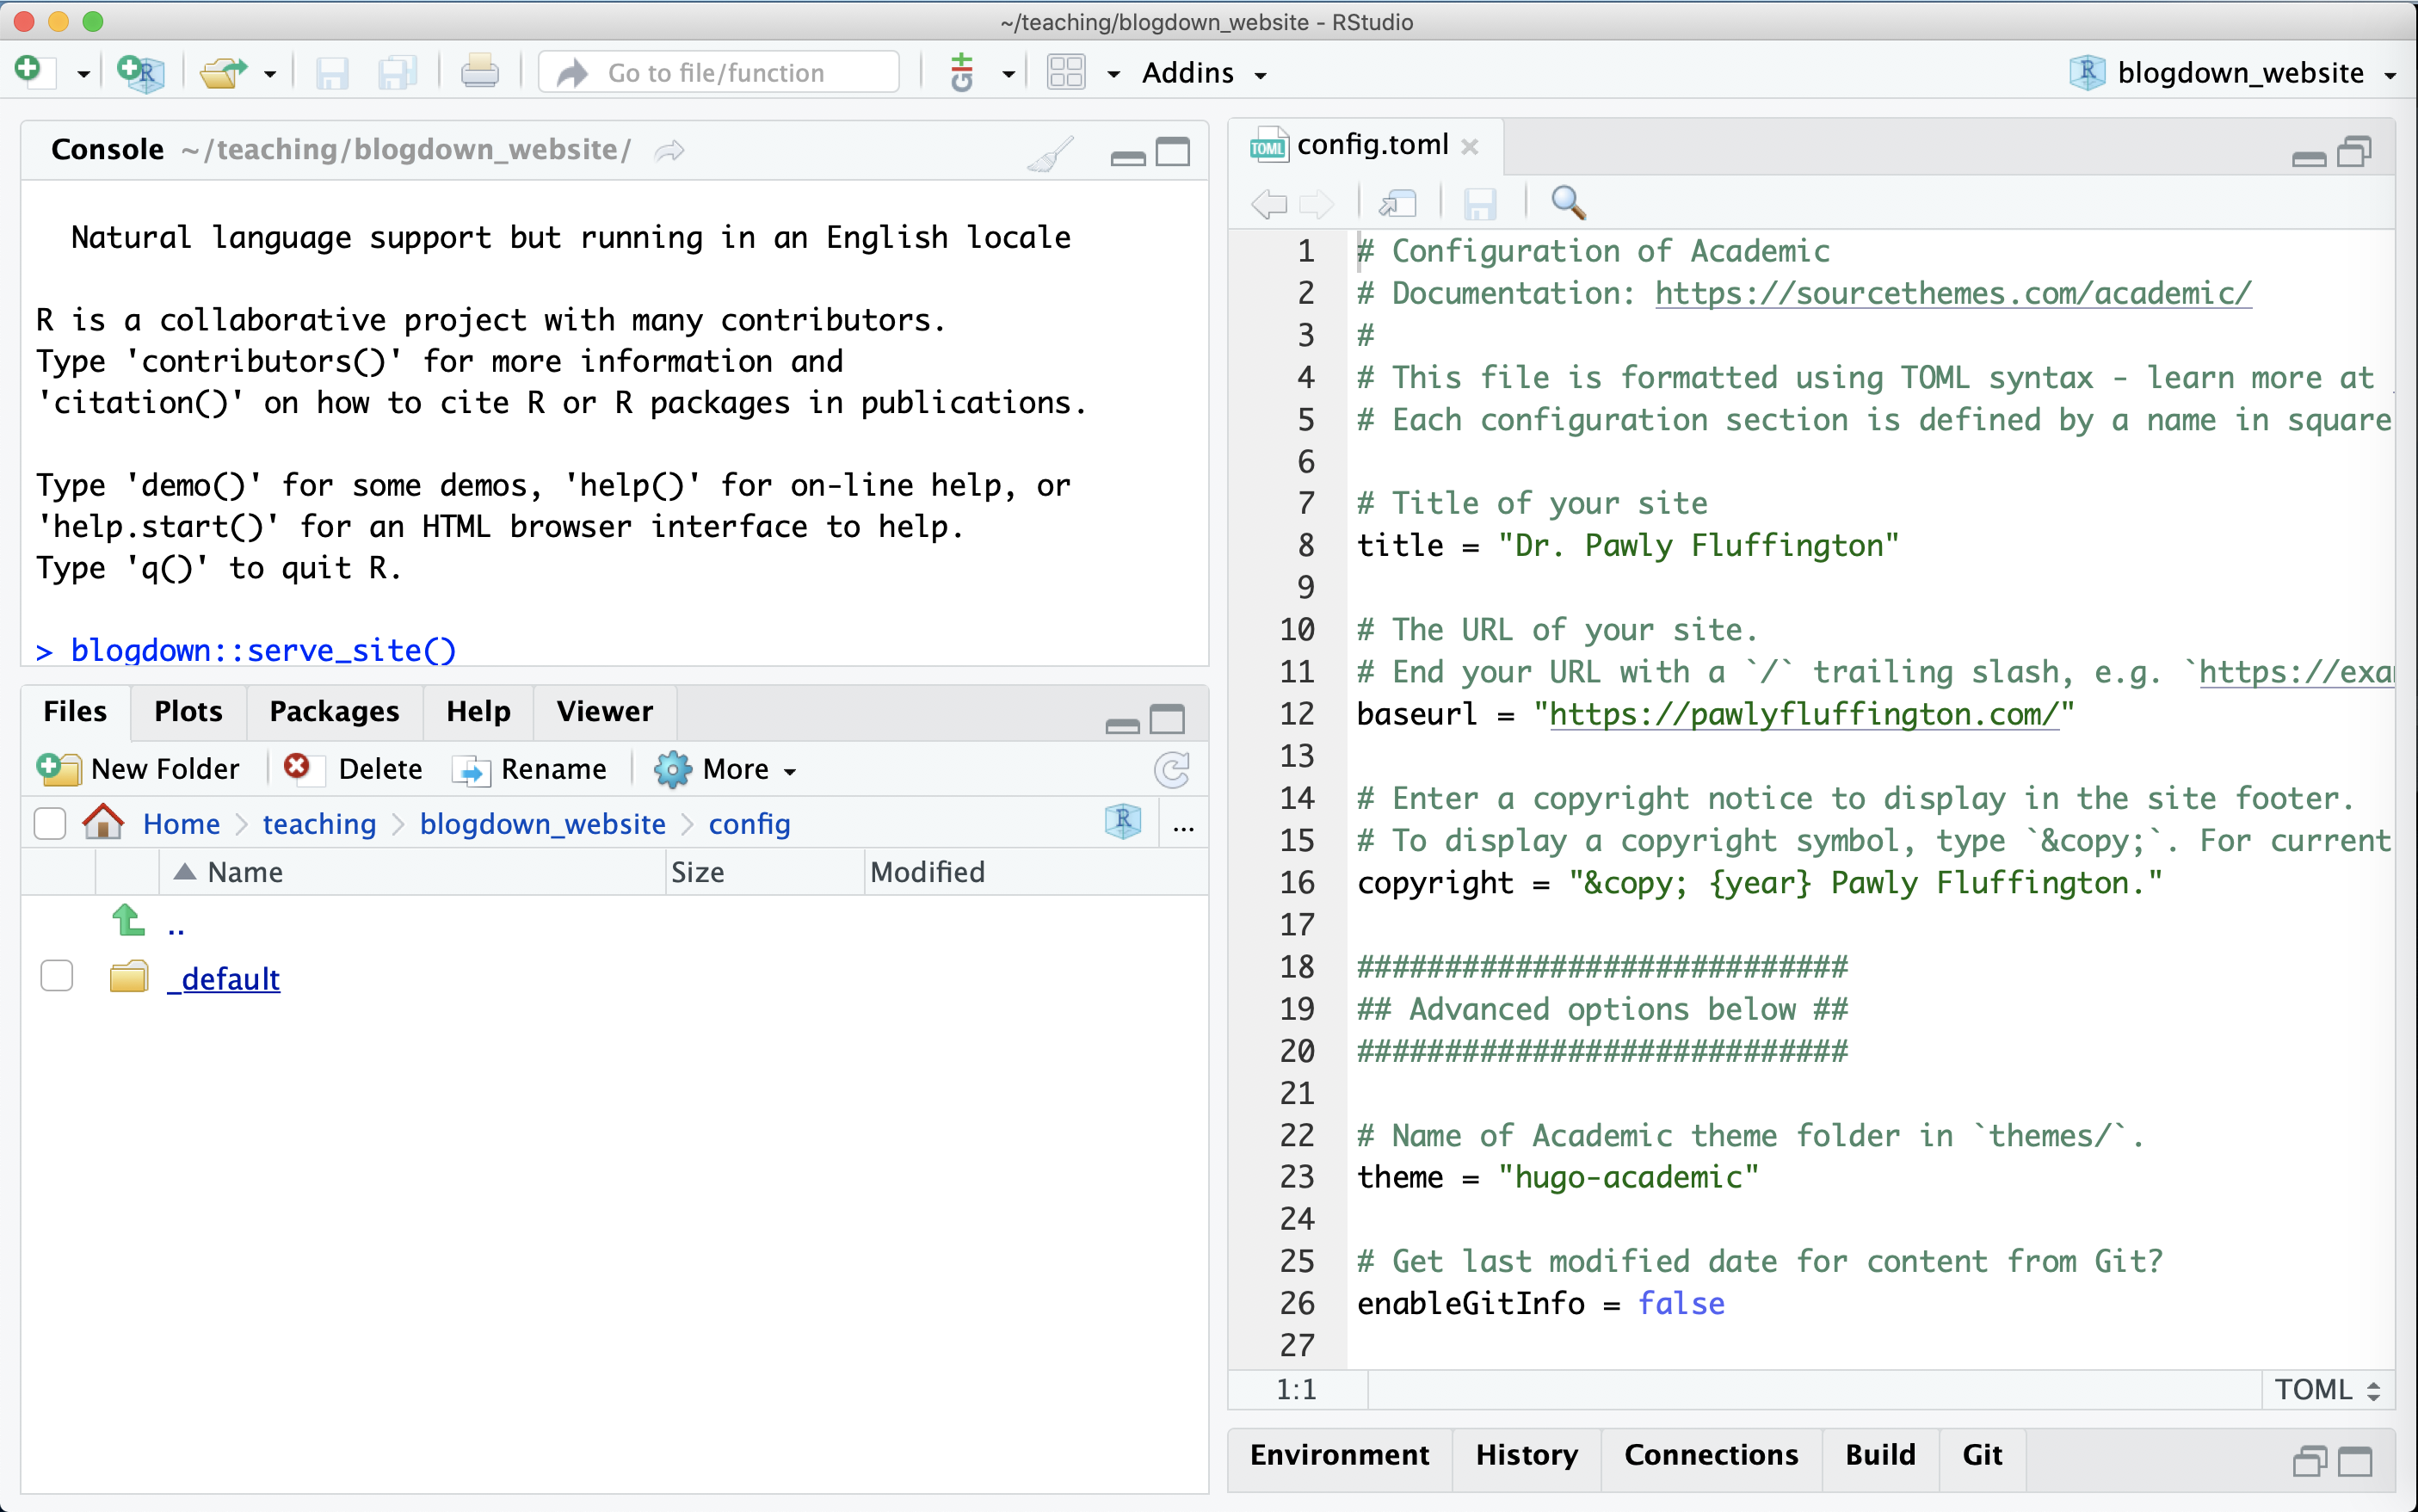 ~/teaching/blogdown_website - RStudio
Go to file/function
Addins
blogdown_website
Console ~/teaching/blogdown_website/
Natural language support but running in an English locale
R is a collaborative project with many contributors.
Type 'contributors()' for more information and
'citation()' on how to cite R or R packages in publications.
Type 'demo()' for some demos, 'help()' for on-line help, or
'help.start()' for an HTML browser interface to help.
Type 'q()' to quit R.
> blogdown::serve_site()
Files Plots Packages Help Viewer
New Folder Delete Rename More
Home teaching blogdown_website config ...
Name Size Modified
..
_default
TOML config.toml
1 # Configuration of Academic
2 # Documentation: https://sourcethemes.com/academic/
3 #
4 # This file is formatted using TOML syntax - learn more at
5 # Each configuration section is defined by a name in square
6
7 # Title of your site
8 title = "Dr. Pawly Fluffington"
9
10 # The URL of your site.
11 # End your URL with a `/` trailing slash, e.g. `https://exa
12 baseurl = "https://pawlyfluffington.com/"
13
14 # Enter a copyright notice to display in the site footer.
15 # To display a copyright symbol, type `&copy;`. For current
16 copyright = "&copy; {year} Pawly Fluffington."
17
18 ############################
19 ## Advanced options below ##
20 ############################
21
22 # Name of Academic theme folder in `themes/`.
23 theme = "hugo-academic"
24
25 # Get last modified date for content from Git?
26 enableGitInfo = false
27
1:1 TOML
Environment History Connections Build Git